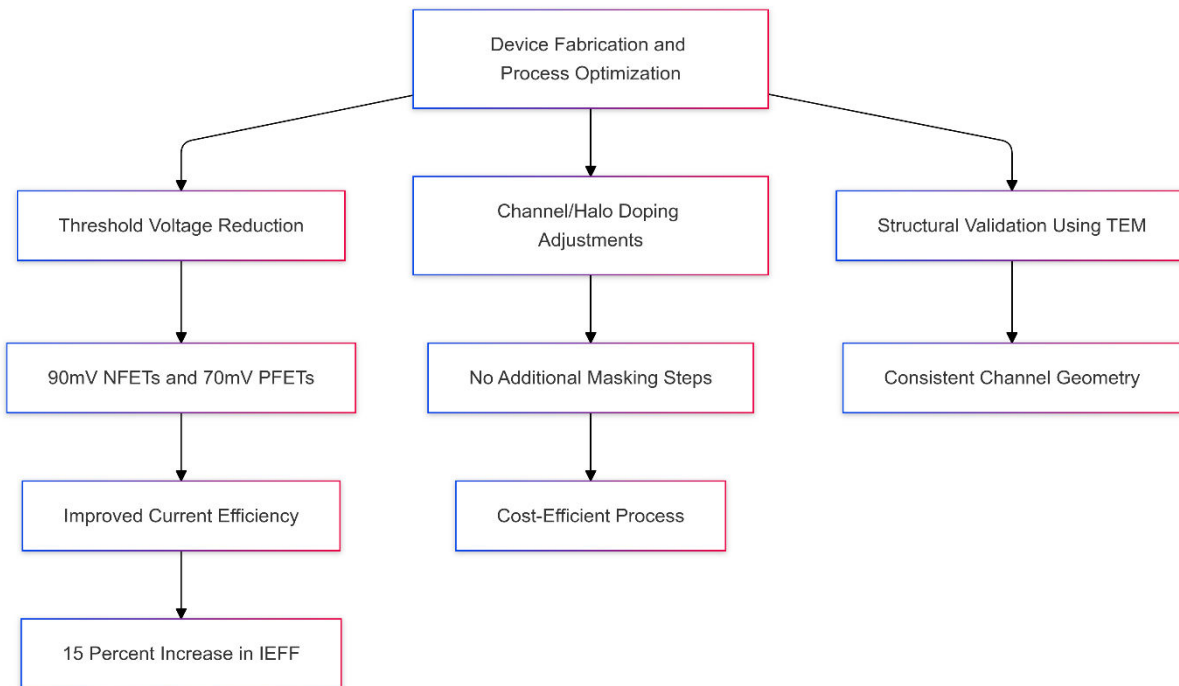 Device Fabrication and
Process Optimization
Threshold Voltage Reduction
Channel/Halo Doping
Adjustments
Structural Validation Using TEM
90mV NFETs and 70mV PFETs
No Additional Masking Steps
Consistent Channel Geometry
Improved Current Efficiency
Cost-Efficient Process
15 Percent Increase in IEFF